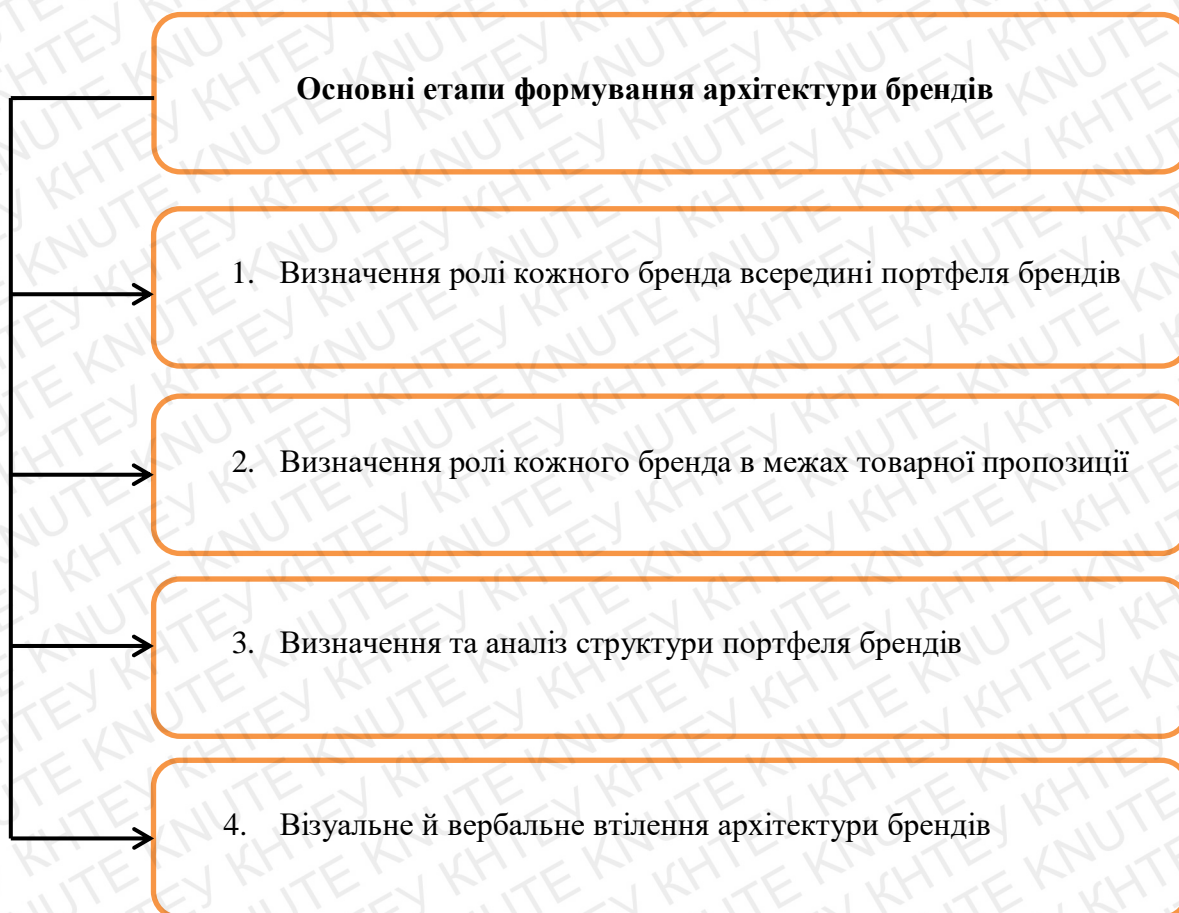 Основні етапи формування архітектури брендів
1. Визначення ролі кожного бренда всередині портфеля брендів
2. Визначення ролі кожного бренда в межах товарної пропозиції
3. Визначення та аналіз структури портфеля брендів
4. Візуальне й вербальне втілення архітектури брендів